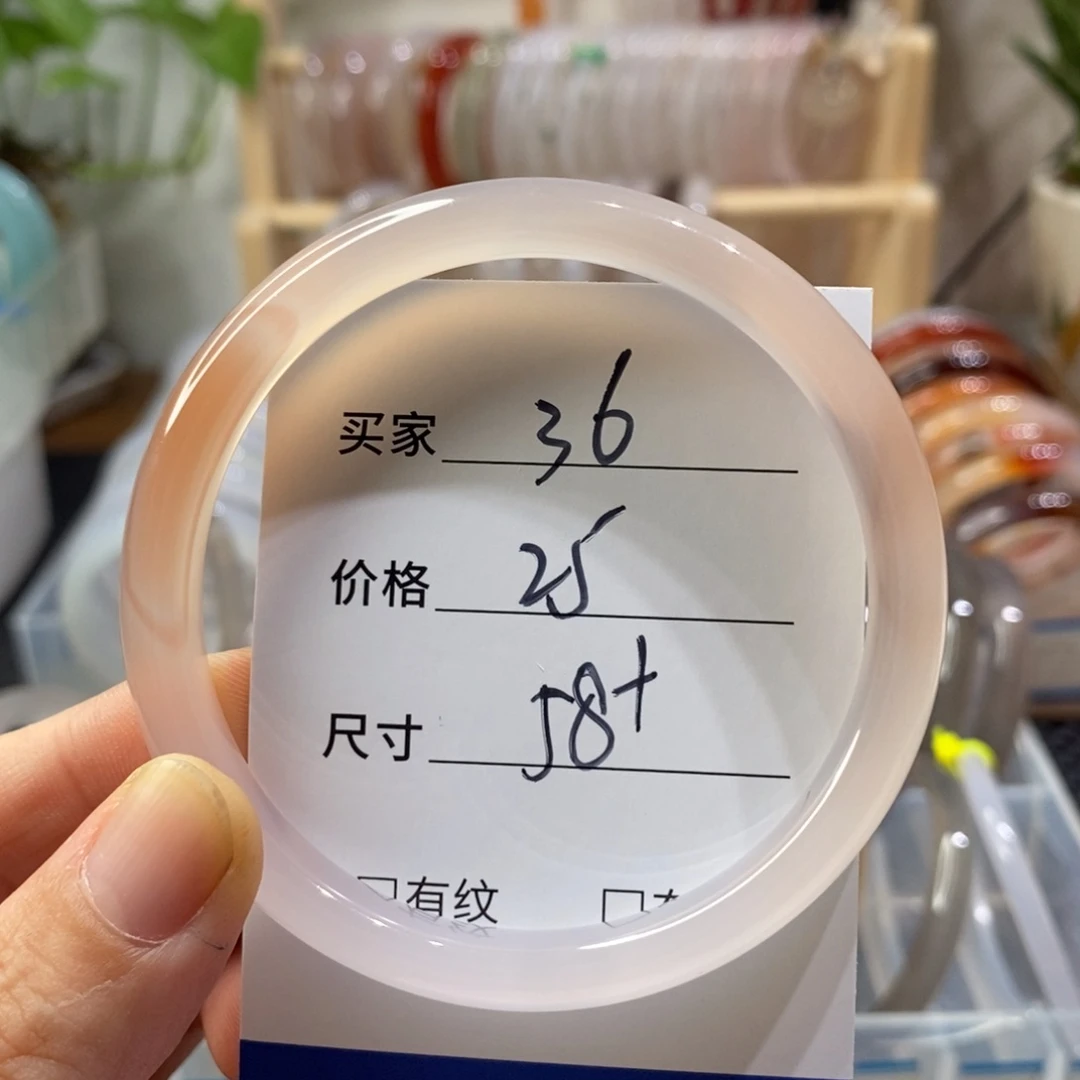 买家 36
价格 25
尺寸 58+
□有纹 □